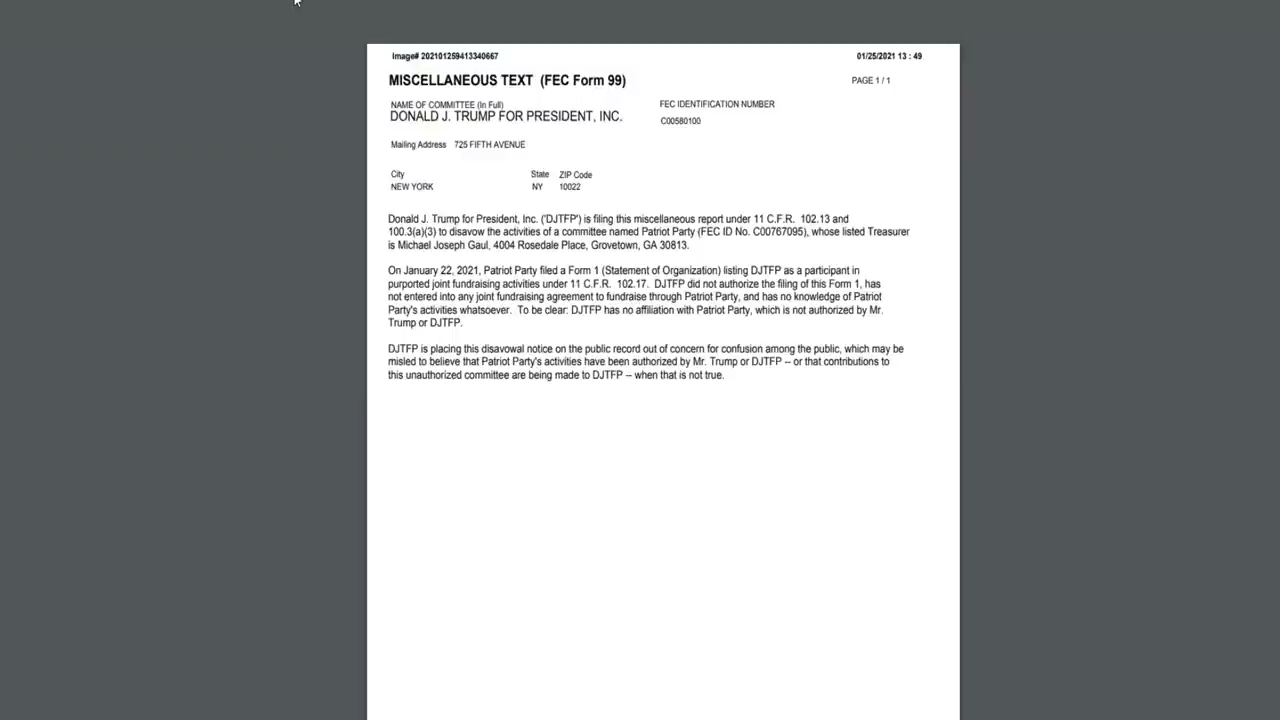 Image# 202101259413340667 01/25/2021 13 : 49
MISCELLANEOUS TEXT (FEC Form 99) PAGE 1 / 1
NAME OF COMMITTEE (In Full) FEC IDENTIFICATION NUMBER
DONALD J. TRUMP FOR PRESIDENT, INC. C00580100
Mailing Address 725 FIFTH AVENUE
City State ZIP Code
NEW YORK NY 10022
Donald J. Trump for President, Inc. ('DJTFP') is filing this miscellaneous report under 11 C.F.R. 102.13 and
100.3(a)(3) to disavow the activities of a committee named Patriot Party (FEC ID No. C00767095), whose listed Treasurer
is Michael Joseph Gaul, 4004 Rosedale Place, Grovetown, GA 30813.
On January 22, 2021, Patriot Party filed a Form 1 (Statement of Organization) listing DJTFP as a participant in
purported joint fundraising activities under 11 C.F.R. 102.17. DJTFP did not authorize the filing of this Form 1, has
not entered into any joint fundraising agreement to fundraise through Patriot Party, and has no knowledge of Patriot
Party's activities whatsoever. To be clear: DJTFP has no affiliation with Patriot Party, which is not authorized by Mr.
Trump or DJTFP.
DJTFP is placing this disavowal notice on the public record out of concern for confusion among the public, which may be
misled to believe that Patriot Party's activities have been authorized by Mr. Trump or DJTFP -- or that contributions to
this unauthorized committee are being made to DJTFP -- when that is not true.